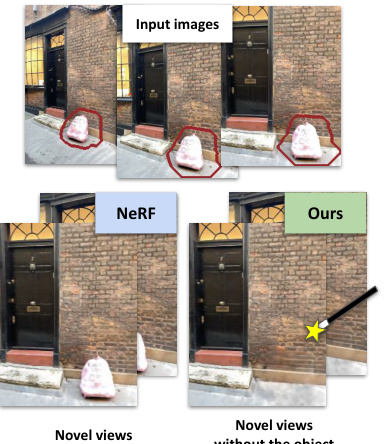 Input images
NeRF
Ours
Novel views
Novel views
without the object